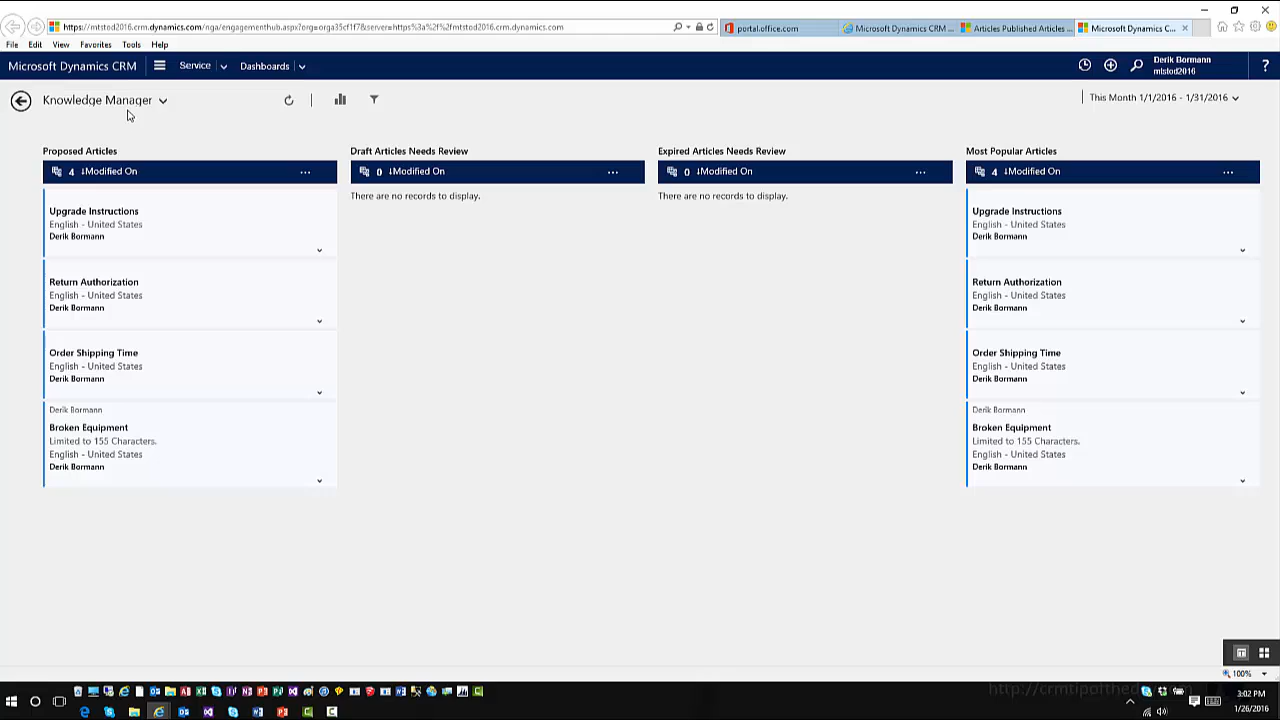 https://mtstod2016.crm.dynamics.com/nga/engagementhub.aspx?org=orga35cf1f7&server=https%3a%2f%2fmtstod2016.crm.dynamics.com
portal.office.com
Microsoft Dynamics CRM ...
Articles Published Articles ...
Microsoft Dynamics C...
File Edit View Favorites Tools Help
Microsoft Dynamics CRM
Service
Dashboards
Derik Bormann
mtstod2016
?
Knowledge Manager
This Month 1/1/2016 - 1/31/2016
Proposed Articles
4 ↓Modified On ...
Upgrade Instructions
English - United States
Derik Bormann
Return Authorization
English - United States
Derik Bormann
Order Shipping Time
English - United States
Derik Bormann
Derik Bormann
Broken Equipment
Limited to 155 Characters.
English - United States
Derik Bormann
Draft Articles Needs Review
0 ↓Modified On ...
There are no records to display.
Expired Articles Needs Review
0 ↓Modified On ...
There are no records to display.
Most Popular Articles
4 ↓Modified On ...
Upgrade Instructions
English - United States
Derik Bormann
Return Authorization
English - United States
Derik Bormann
Order Shipping Time
English - United States
Derik Bormann
Derik Bormann
Broken Equipment
Limited to 155 Characters.
English - United States
Derik Bormann
100%
3:02 PM
1/26/2016